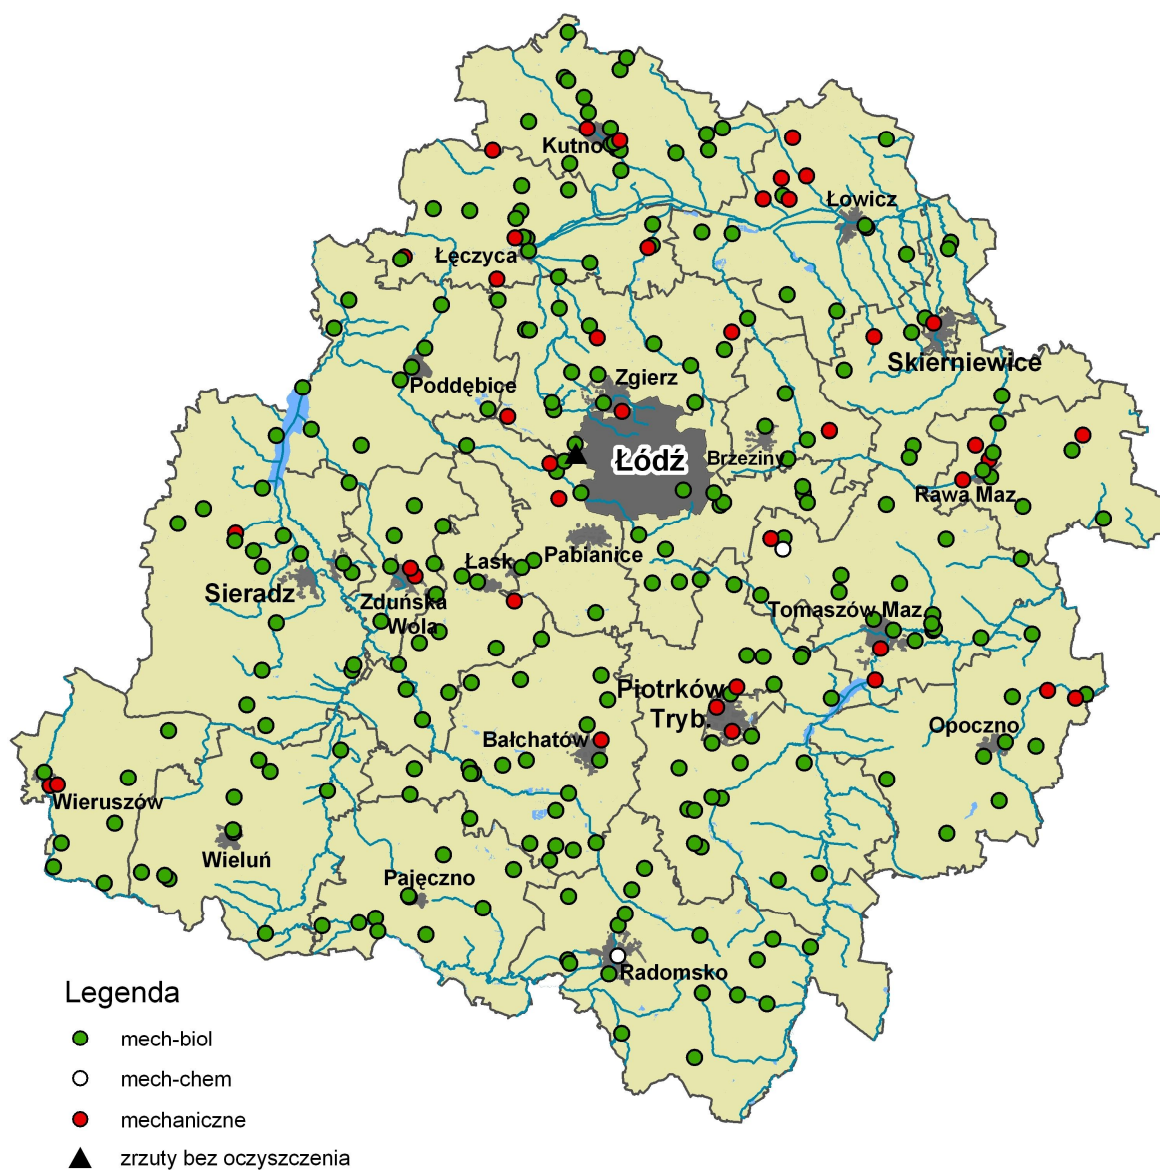 Kutno
Łowicz
Łęczyca
Skierniewice
Poddębice
Zgierz
Łódź
Brzeziny
Rawa Maz.
Pabianice
Łask
Sieradz
Zduńska
Wola
Tomaszów Maz.
Piotrków
Tryb.
Opoczno
Bałchatów
Wieruszów
Wieluń
Pajęczno
Radomsko
Legenda
mech-biol
mech-chem
mechaniczne
zrzuty bez oczyszczenia